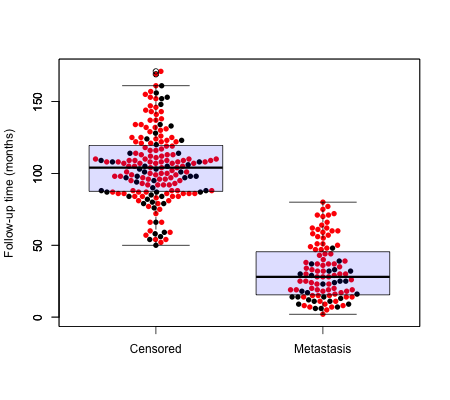 Follow-up time (months)
150
100
50
0
Censored
Metastasis